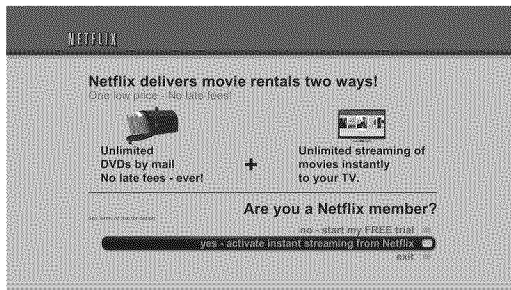 NETFLIX
Netflix delivers movie rentals two ways!
One low price - No late fees!
Unlimited
DVDs by mail
No late fees - ever!
+
Unlimited streaming of
movies instantly
to your TV.
Are you a Netflix member?
no - start my FREE trial
yes - activate instant streaming from Netflix
exit